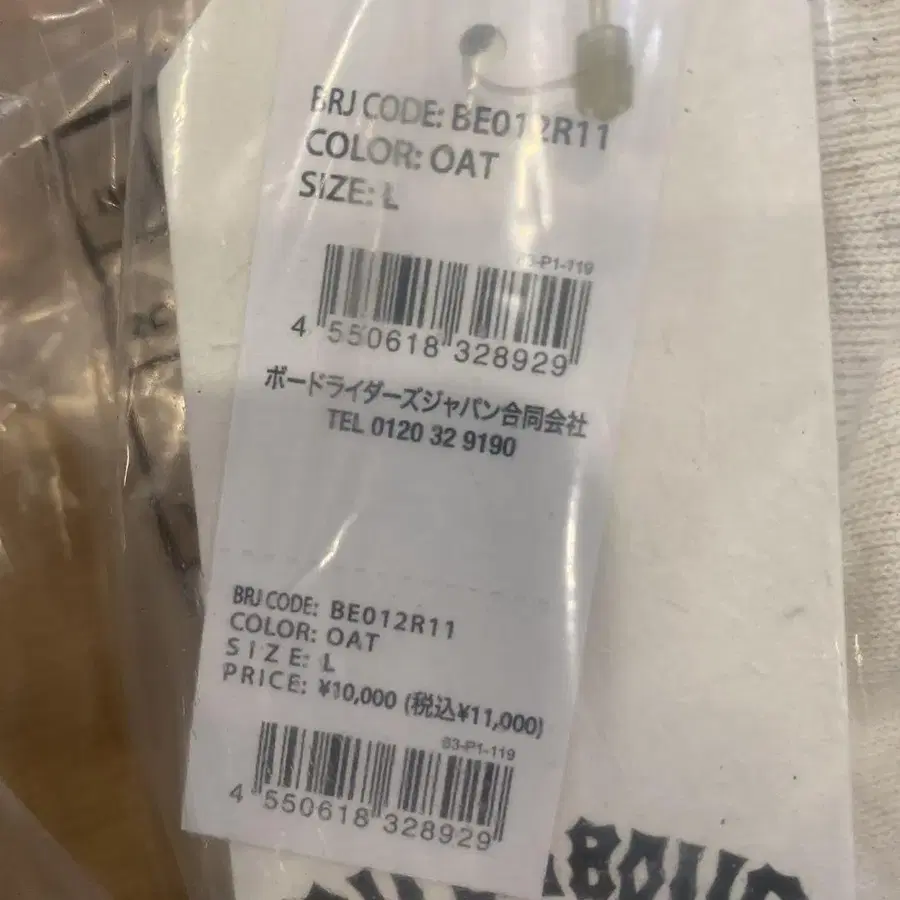 BRJ CODE: BE012R11
COLOR: OAT
SIZE: L
63-P1-119
4 550618 328929
ボードライダーズジャパン合同会社
TEL 0120 32 9190
BRJ CODE: BE012R11
COLOR: OAT
SIZE: L
PRICE: ¥10,000 (税込¥11,000)
63-P1-119
4 550618 328929